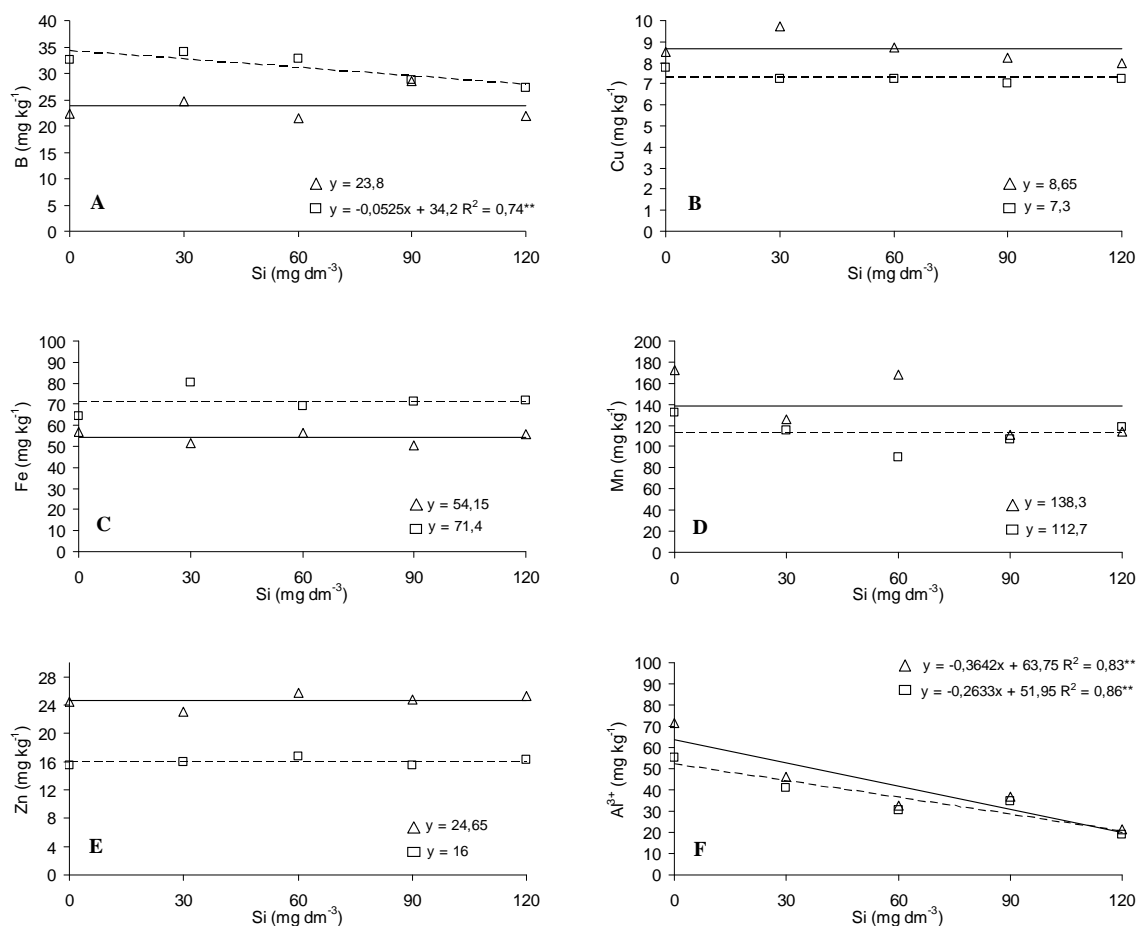 B (mg kg⁻¹)
40
35
30
25
20
15
10
5
0
y = 23,8
y = -0,0525x + 34,2 R² = 0,74**
A
0 30 60 90 120
Si (mg dm⁻³)
Cu (mg kg⁻¹)
10
9
8
7
6
5
4
3
2
1
0
y = 8,65
y = 7,3
B
0 30 60 90 120
Si (mg dm⁻³)
Fe (mg kg⁻¹)
100
90
80
70
60
50
40
30
20
10
0
y = 54,15
y = 71,4
C
0 30 60 90 120
Si (mg dm⁻³)
Mn (mg kg⁻¹)
200
180
160
140
120
100
80
60
40
20
0
y = 138,3
y = 112,7
D
0 30 60 90 120
Si (mg dm⁻³)
Zn (mg kg⁻¹)
28
24
20
16
12
8
4
0
y = 24,65
y = 16
E
0 30 60 90 120
Si (mg dm⁻³)
Al³⁺ (mg kg⁻¹)
100
90
80
70
60
50
40
30
20
10
0
y = -0,3642x + 63,75 R² = 0,83**
y = -0,2633x + 51,95 R² = 0,86**
F
0 30 60 90 120
Si (mg dm⁻³)